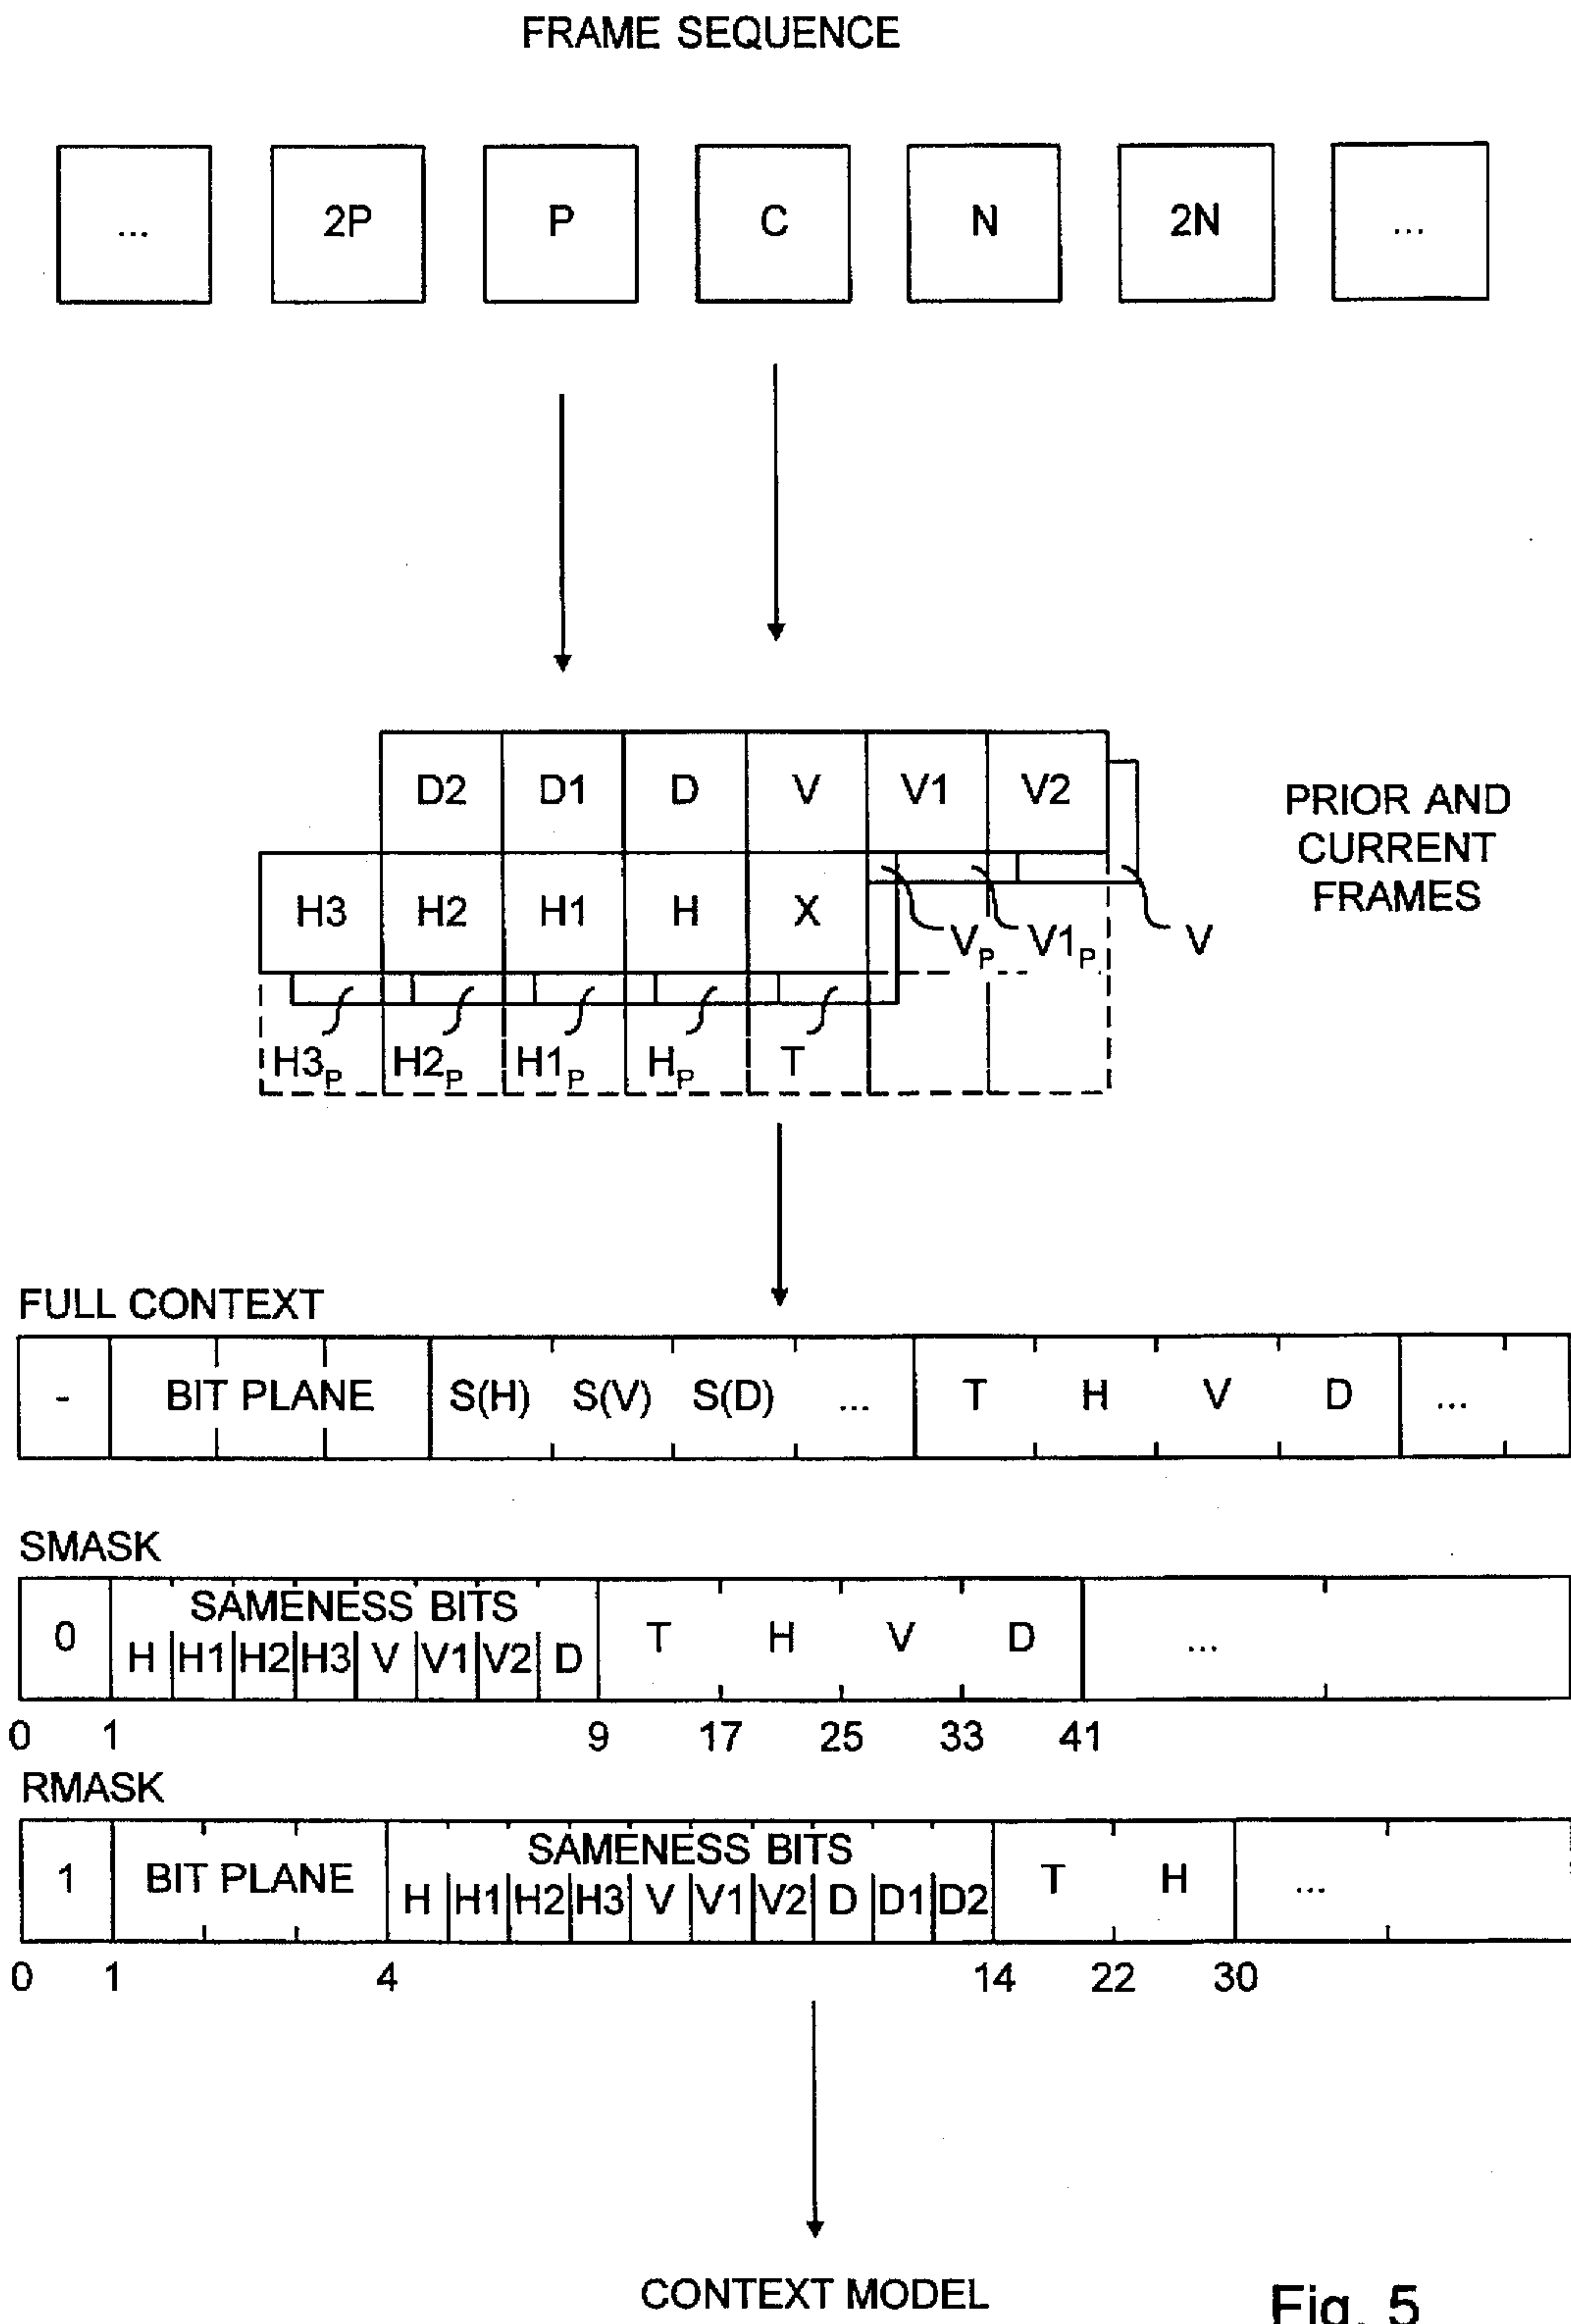 FRAME SEQUENCE
... 2P P C N 2N ...
D2 D1 D V V1 V2
PRIOR AND
CURRENT
FRAMES
H3 H2 H1 H X
VP V1P V
H3P H2P H1P HP T
FULL CONTEXT
- BIT PLANE S(H) S(V) S(D) ... T H V D ...
SMASK
0 SAMENESS BITS T H V D ...
H H1 H2 H3 V V1 V2 D
0 1 9 17 25 33 41
RMASK
1 BIT PLANE SAMENESS BITS T H ...
H H1 H2 H3 V V1 V2 D D1 D2
0 1 4 14 22 30
CONTEXT MODEL
Fig. 5